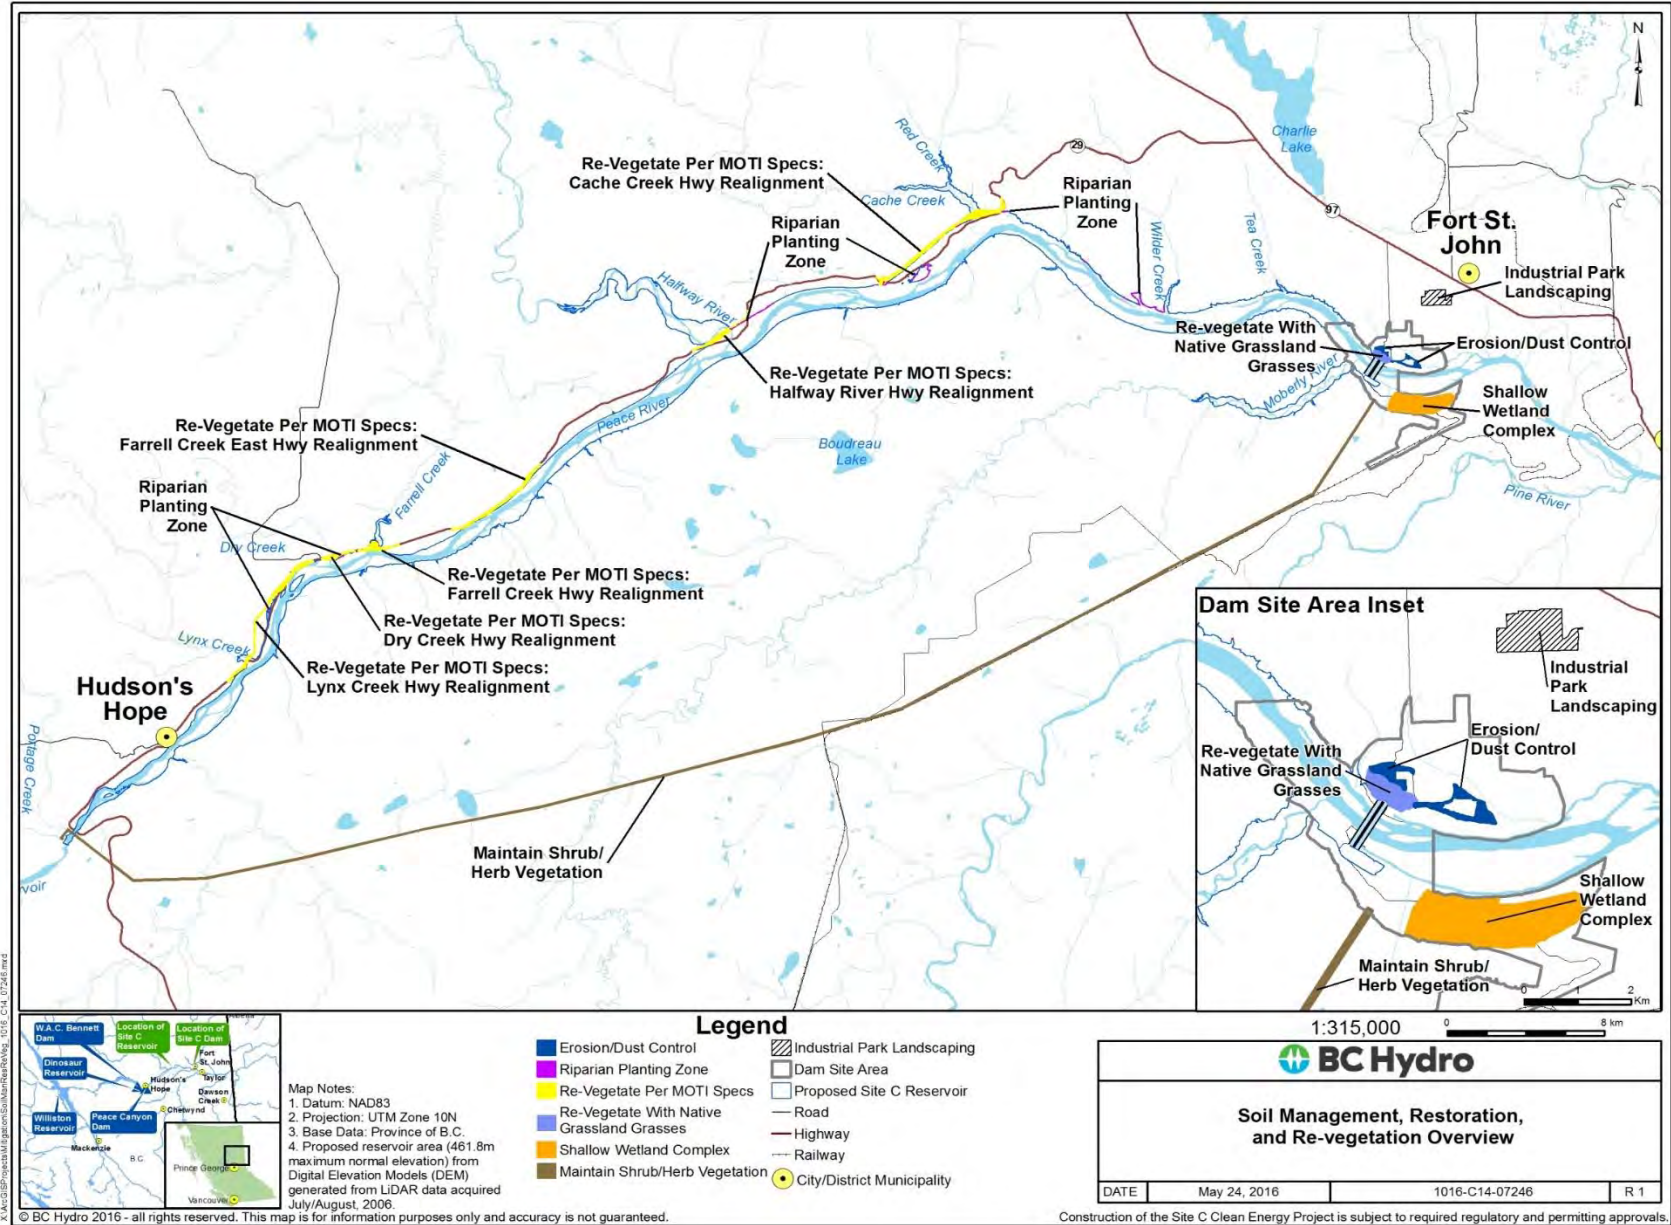 N
Charlie
Lake
29
97
Red Creek
Cache Creek
Re-Vegetate Per MOTI Specs:
Cache Creek Hwy Realignment
Riparian
Planting
Zone
Riparian
Planting
Zone
Wilder Creek
Tea Creek
Fort St.
John
Industrial Park
Landscaping
Halfway River
Re-vegetate With
Native Grassland
Grasses
Erosion/Dust Control
Moberly River
Shallow
Wetland
Complex
Re-Vegetate Per MOTI Specs:
Halfway River Hwy Realignment
Peace River
Boudreau
Lake
Pine River
Re-Vegetate Per MOTI Specs:
Farrell Creek East Hwy Realignment
Farrell Creek
Riparian
Planting
Zone
Dry Creek
Re-Vegetate Per MOTI Specs:
Farrell Creek Hwy Realignment
Re-Vegetate Per MOTI Specs:
Dry Creek Hwy Realignment
Lynx Creek
Re-Vegetate Per MOTI Specs:
Lynx Creek Hwy Realignment
Hudson's
Hope
Portage Creek
voir
Maintain Shrub/
Herb Vegetation
Dam Site Area Inset
Industrial
Park
Landscaping
Erosion/
Dust Control
Re-vegetate With
Native Grassland
Grasses
Shallow
Wetland
Complex
Maintain Shrub/
Herb Vegetation
0 1 2
Km
W.A.C. Bennett
Dam
Location of
Site C
Reservoir
Location of
Site C Dam
Dinosaur
Reservoir
Fort
St. John
Taylor
Hudson's
Hope
Dawson
Creek
Chetwynd
Williston
Reservoir
Peace Canyon
Dam
Mackenzie
B.C.
Prince George
Vancouver
Map Notes:
1. Datum: NAD83
2. Projection: UTM Zone 10N
3. Base Data: Province of B.C.
4. Proposed reservoir area (461.8m
maximum normal elevation) from
Digital Elevation Models (DEM)
generated from LiDAR data acquired
July/August, 2006.
Legend
Erosion/Dust Control
Riparian Planting Zone
Re-Vegetate Per MOTI Specs
Re-Vegetate With Native
Grassland Grasses
Shallow Wetland Complex
Maintain Shrub/Herb Vegetation
Industrial Park Landscaping
Dam Site Area
Proposed Site C Reservoir
Road
Highway
Railway
City/District Municipality
1:315,000
0 8 km
BC Hydro
Soil Management, Restoration,
and Re-vegetation Overview
DATE May 24, 2016 1016-C14-07246 R 1
© BC Hydro 2016 - all rights reserved. This map is for information purposes only and accuracy is not guaranteed.
Construction of the Site C Clean Energy Project is subject to required regulatory and permitting approvals.